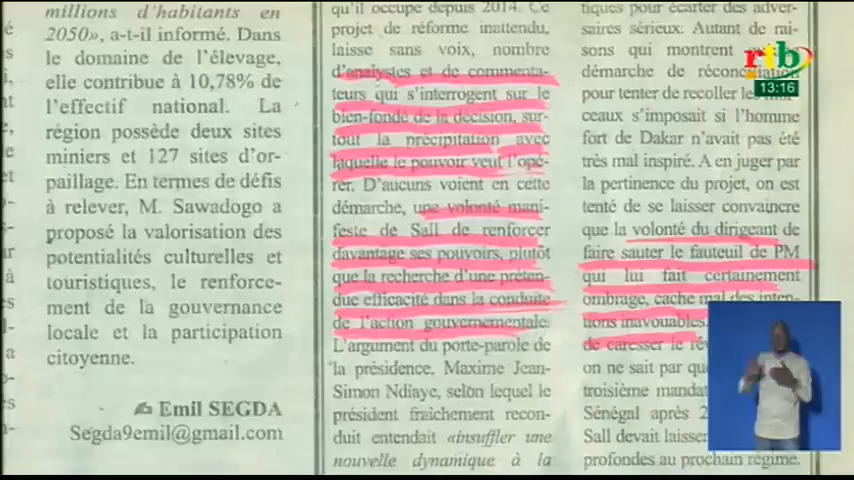 millions d'habitants en
2050», a-t-il informé. Dans
le domaine de l'élevage,
elle contribue à 10,78% de
l'effectif national. La
région possède deux sites
miniers et 127 sites d'or-
paillage. En termes de défis
à relever, M. Sawadogo a
proposé la valorisation des
potentialités culturelles et
touristiques, le renforce-
ment de la gouvernance
locale et la participation
citoyenne.
Emil SEGDA
Segda9emil@gmail.com
qu'il occupe depuis 2014. Ce
projet de réforme inattendu,
laisse sans voix, nombre
d'analystes et de commenta-
teurs qui s'interrogent sur le
bien-fondé de la décision, sur-
tout la précipitation avec
laquelle le pouvoir veut l'opé-
rer. D'aucuns voient en cette
démarche, une volonté mani-
feste de Sall de renforcer
davantage ses pouvoirs, plutôt
que la recherche d'une préten-
due efficacité dans la conduite
de l'action gouvernementale.
L'argument du porte-parole de
la présidence, Maxime Jean-
Simon Ndiaye, selon lequel le
président fraîchement recon-
duit entendait «insuffler une
nouvelle dynamique à la
tiques pour écarter des adver-
saires sérieux. Autant de rai-
sons qui montrent
démarche de réconciliation
pour tenter de recoller les
ceaux s'imposait si l'homme
fort de Dakar n'avait pas été
très mal inspiré. A en juger par
la pertinence du projet, on est
tenté de se laisser convaincre
que la volonté du dirigeant de
faire sauter le fauteuil de PM
qui lui fait certainement
ombrage, cache mal des inten-
tions inavouables.
de caresser le
on ne sait par
troisième mandat
Sénégal après
Sall devait laisser
profondes au prochain régime.
rtb
13:16